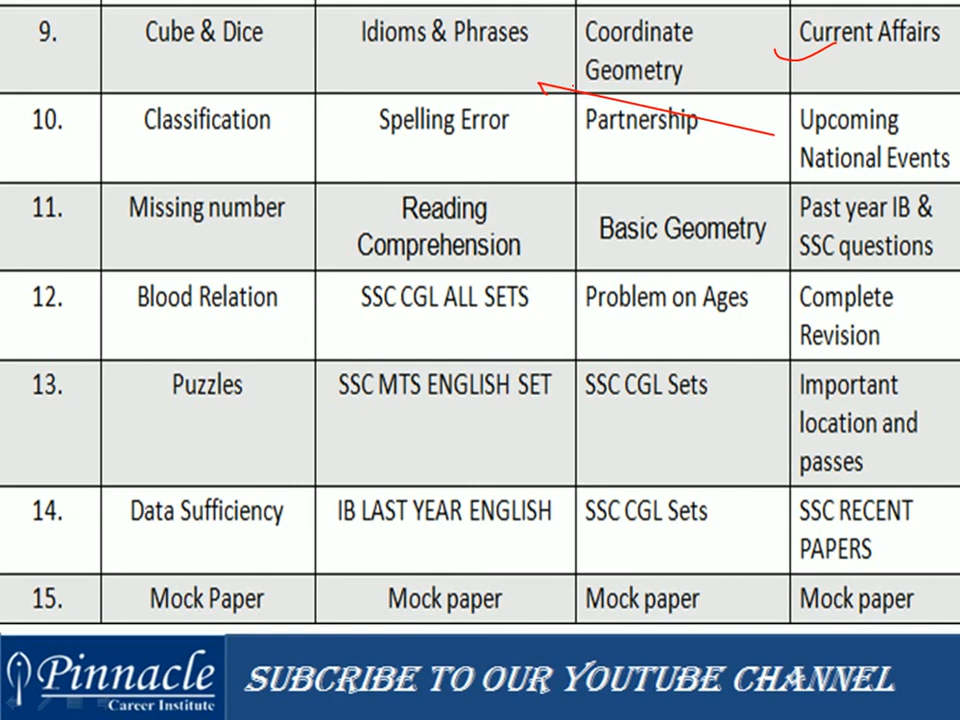 9. Cube & Dice Idioms & Phrases Coordinate Geometry Current Affairs
10. Classification Spelling Error Partnership Upcoming National Events
11. Missing number Reading Comprehension Basic Geometry Past year IB & SSC questions
12. Blood Relation SSC CGL ALL SETS Problem on Ages Complete Revision
13. Puzzles SSC MTS ENGLISH SET SSC CGL Sets Important location and passes
14. Data Sufficiency IB LAST YEAR ENGLISH SSC CGL Sets SSC RECENT PAPERS
15. Mock Paper Mock paper Mock paper Mock paper
Pinnacle
Career Institute
SUBCRIBE TO OUR YOUTUBE CHANNEL